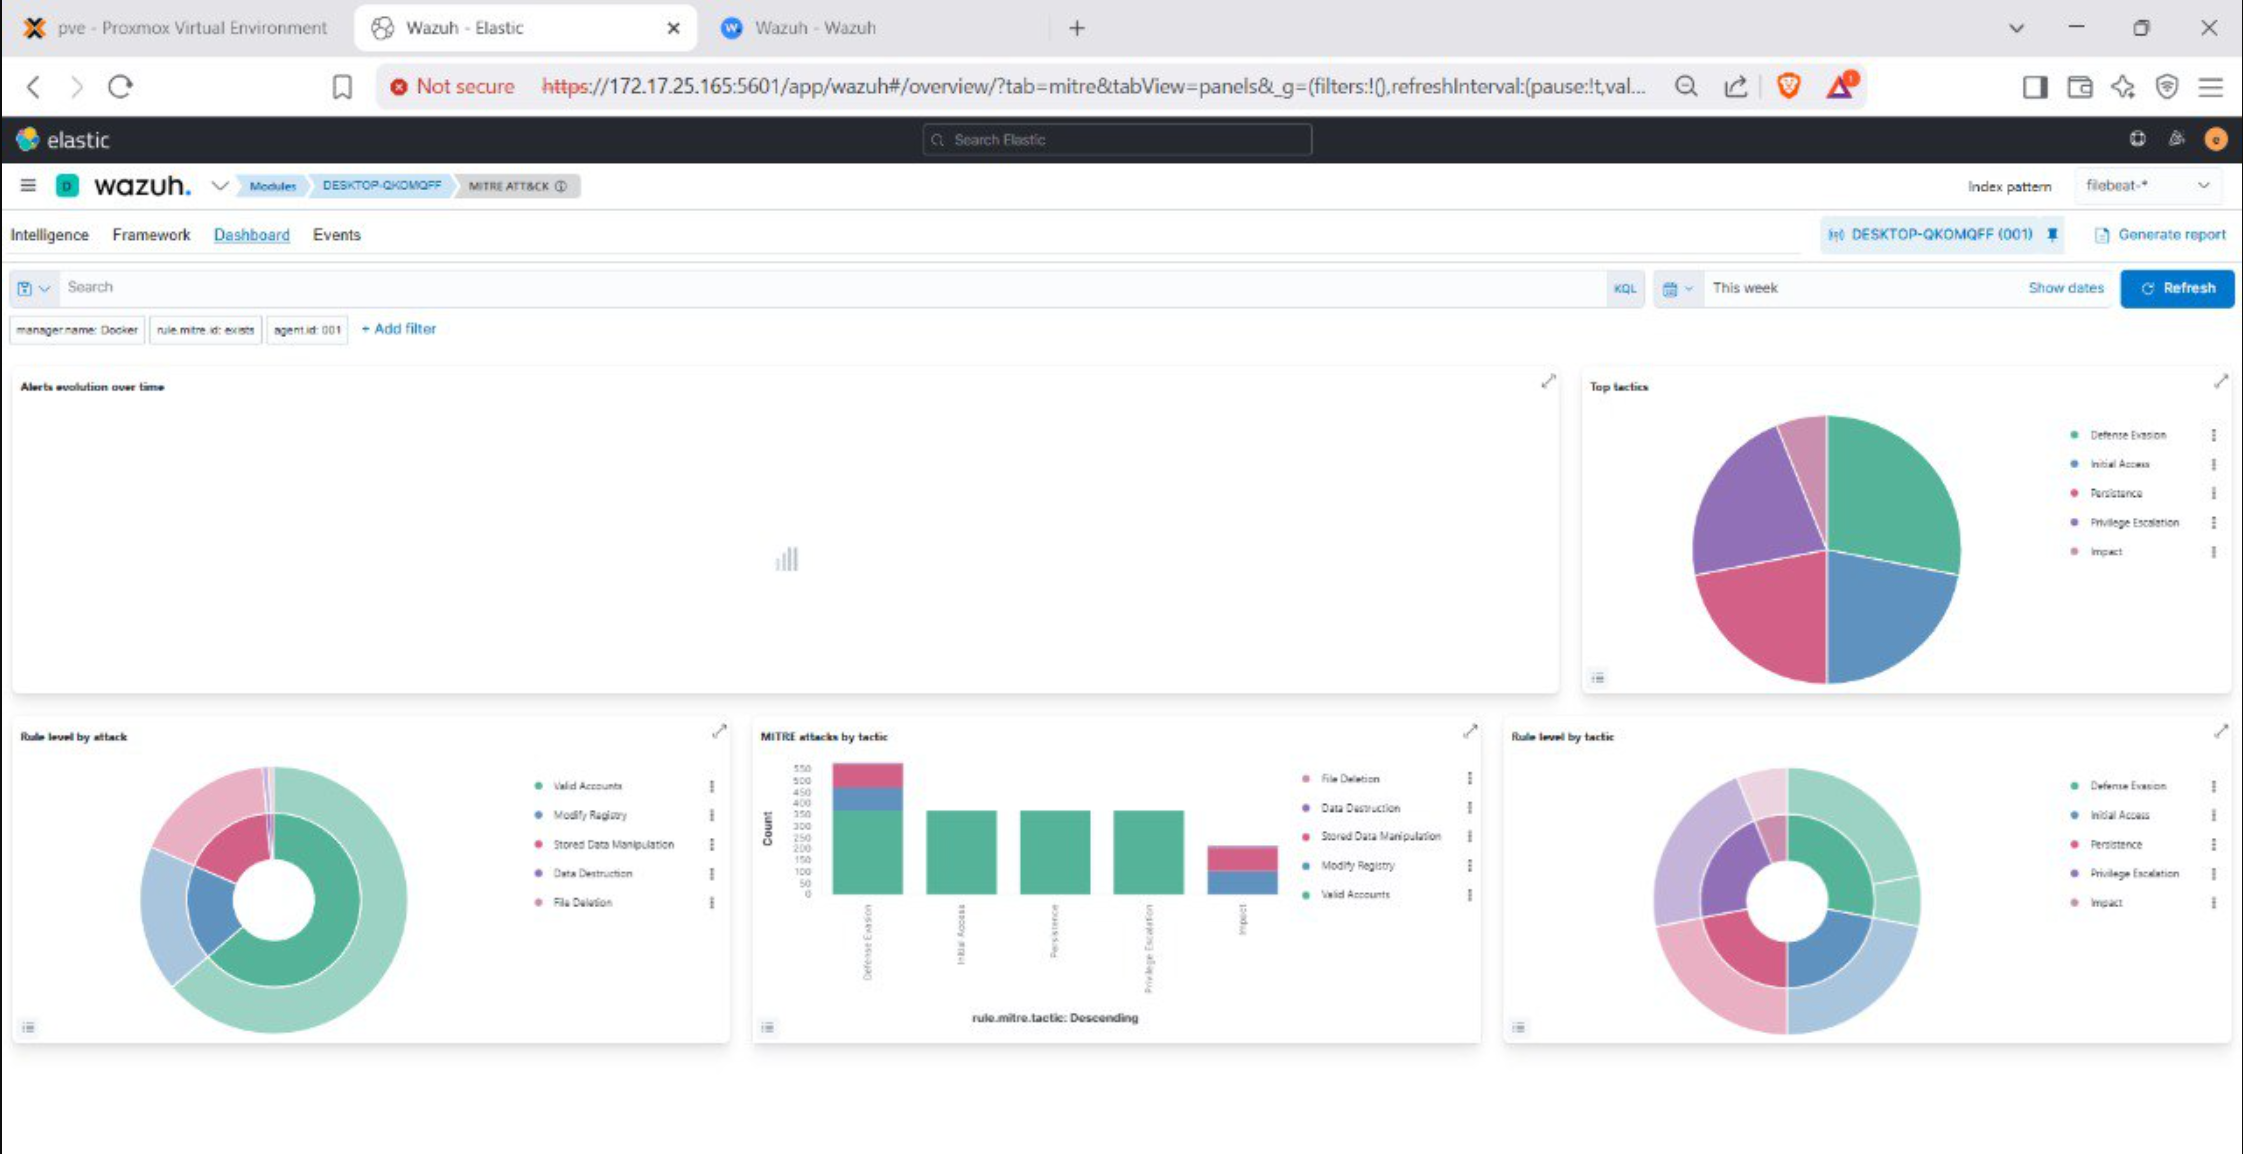 pve - Proxmox Virtual Environment
Wazuh - Elastic
Wazuh - Wazuh
Not secure https://172.17.25.165:5601/app/wazuh#/overview/?tab=mitre&tabView=panels&_g=(filters:!(),refreshInterval:(pause:!t,val...
1
elastic
Search Elastic
e
D wazuh. Modules DESKTOP-QKOMQFF MITRE ATT&CK
Index pattern filebeat-*
Intelligence Framework Dashboard Events
DESKTOP-QKOMQFF (001) Generate report
Search KQL This week Show dates Refresh
manager.name: Docker rule.mitre.id: exists agent.id: 001 + Add filter
Alerts evolution over time
Top tactics
Defense Evasion
Initial Access
Persistence
Privilege Escalation
Impact
Rule level by attack
Valid Accounts
Modify Registry
Stored Data Manipulation
Data Destruction
File Deletion
MITRE attacks by tactic
550
500
450
400
350
300
250
200
150
100
50
0
Count
Defense Evasion
Initial Access
Persistence
Privilege Escalation
Impact
rule.mitre.tactic: Descending
File Deletion
Data Destruction
Stored Data Manipulation
Modify Registry
Valid Accounts
Rule level by tactic
Defense Evasion
Initial Access
Persistence
Privilege Escalation
Impact